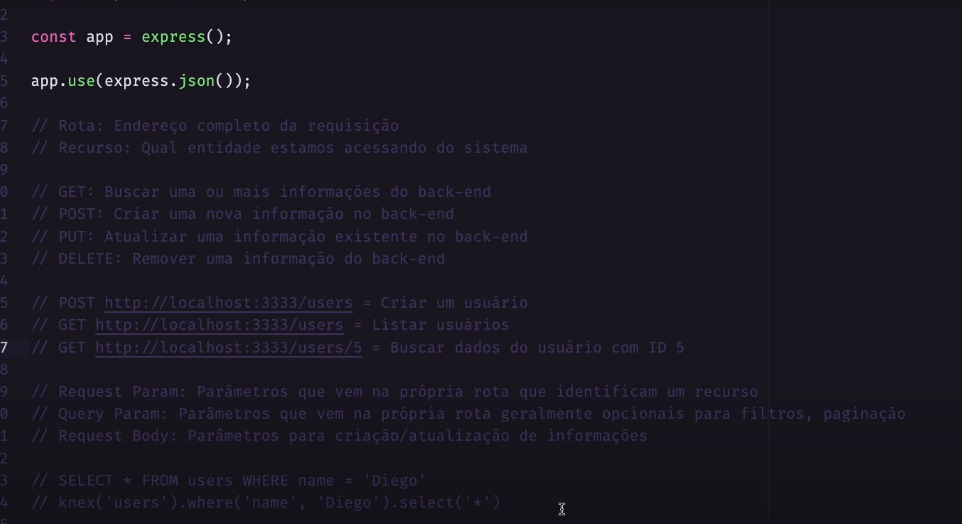 2
3 const app = express();
4
5 app.use(express.json());
6
7 // Rota: Endereço completo da requisição
8 // Recurso: Qual entidade estamos acessando do sistema
9
0 // GET: Buscar uma ou mais informações do back-end
1 // POST: Criar uma nova informação no back-end
2 // PUT: Atualizar uma informação existente no back-end
3 // DELETE: Remover uma informação do back-end
4
5 // POST http://localhost:3333/users = Criar um usuário
6 // GET http://localhost:3333/users = Listar usuários
7 // GET http://localhost:3333/users/5 = Buscar dados do usuário com ID 5
8
9 // Request Param: Parâmetros que vem na própria rota que identificam um recurso
0 // Query Param: Parâmetros que vem na própria rota geralmente opcionais para filtros, paginação
1 // Request Body: Parâmetros para criação/atualização de informações
2
3 // SELECT * FROM users WHERE name = 'Diego'
4 // knex('users').where('name', 'Diego').select('*')